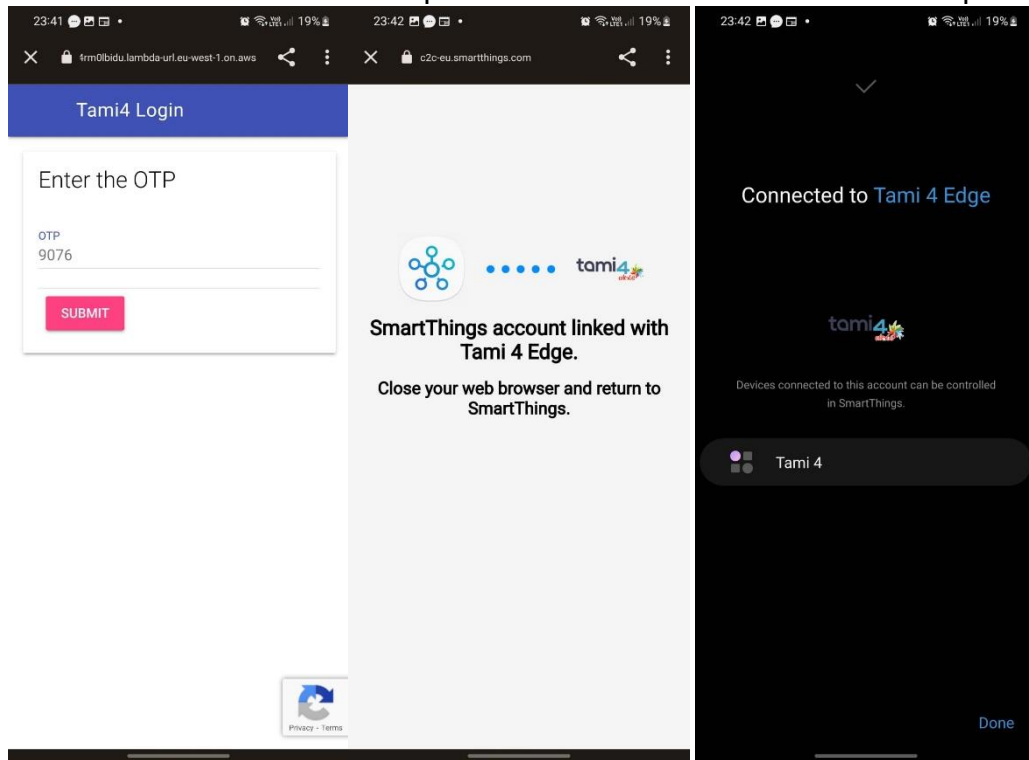 23:41
19%
4rm0lbidu.lambda-url.eu-west-1.on.aws
Tami4 Login
Enter the OTP
OTP
9076
SUBMIT
Privacy - Terms
23:42
19%
c2c-eu.smartthings.com
tami4
SmartThings account linked with
Tami 4 Edge.
Close your web browser and return to
SmartThings.
23:42
19%
Connected to Tami 4 Edge
tami4
Devices connected to this account can be controlled
in SmartThings.
Tami 4
Done